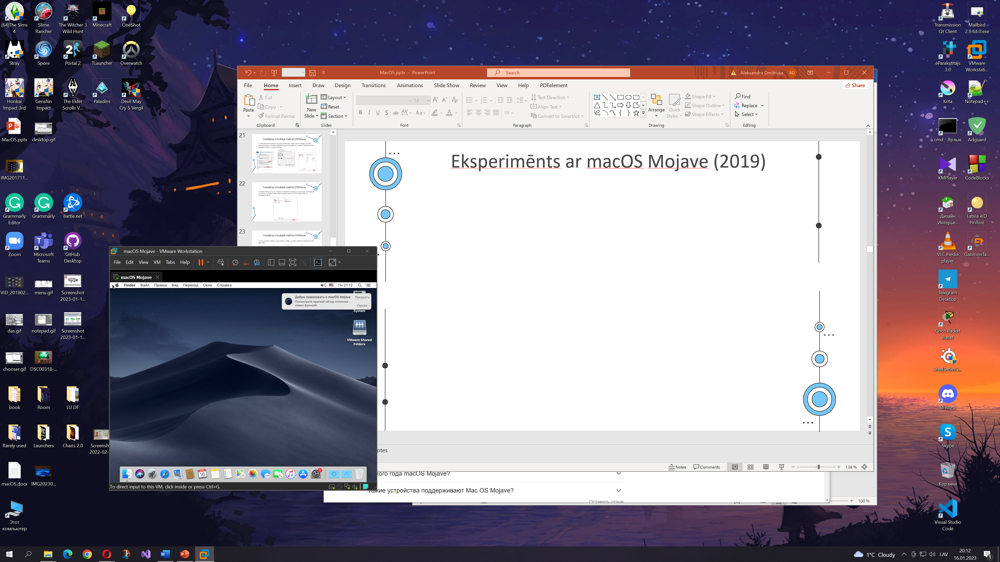 (64)The Sims
4
Slime
Rancher
The Witcher 3
Wild Hunt
Minecraft
OneShot
Stray
Spore
Portal 2
TLauncher
Overwatch
Honkai
Impact 3rd
Genshin
Impact
The Elder
Scrolls V...
Paladins
Devil May
Cry 5 Vergil
MacOS.pptx
desktop.gif
IMG201711...
Grammarly
Editor
Grammarly
Battle.net
Zoom
Microsoft
Teams
GitHub
Desktop
VID_201802...
menu.gif
Screenshot
2023-01-1...
das.gif
notepad.gif
Screenshot
2023-01-1...
chooser.gif
DSC00318-...
book
Room
LU DF
Rarely used
Launchers
Chaos 2.0
Screensh
2022-02-
macOS.docx
IMG20230...
Этот
компьютер
MacOS.pptx - PowerPoint
Search
Aleksandra Dmitruka
AD
File Home Insert Draw Design Transitions Animations Slide Show Review View Help PDFelement
Share
Paste
Cut
Copy
Format Painter
Clipboard
New
Slide
Layout
Reset
Section
Slides
14
Font
Text Direction
Align Text
Convert to SmartArt
Paragraph
Arrange
Quick
Styles
Shape Fill
Shape Outline
Shape Effects
Drawing
Find
Replace
Select
Editing
21
Instalācija virtuālajā mašīnā (VMWare)
22
Instalācija virtuālajā mašīnā (VMWare)
23
Instalācija virtuālajā mašīnā (VMWare)
Eksperimēnts ar macOS Mojave (2019)
otes
Notes
Comments
138 %
macOS Mojave - VMware Workstation
File Edit View VM Tabs Help
macOS Mojave
Finder Файл Правка Вид Переход Окно Справка
Пн 21:12
Добро пожаловать в macOS Mojave
Посмотрите краткий обзор отличных
новых функций.
Показать
Позже
System
VMware Shared
Folders
16
1
To direct input to this VM, click inside or press Ctrl+G.
кого года macOS Mojave?
Какие устройства поддерживают Mac OS Mojave?
Оставить отзыв
100 %
Transmission
Qt Client
Mailbird
2.9.61.0.exe
eParakstītājs
3.0
VMware
Workstati...
Krita
Notepad++
cmd - Ярлык
Adguard
KMPlayer
CodeBlocks
Дизайн
Интерье...
Latvia eID
PinTool
VLC media
player
GaomonTa...
Telegram
Desktop
Cisco Packet
Tracer
SteelSeriesG...
Discord
Skype
Корзина
Visual Studio
Code
1°C Cloudy
LAV
20:12
16.01.2023
1